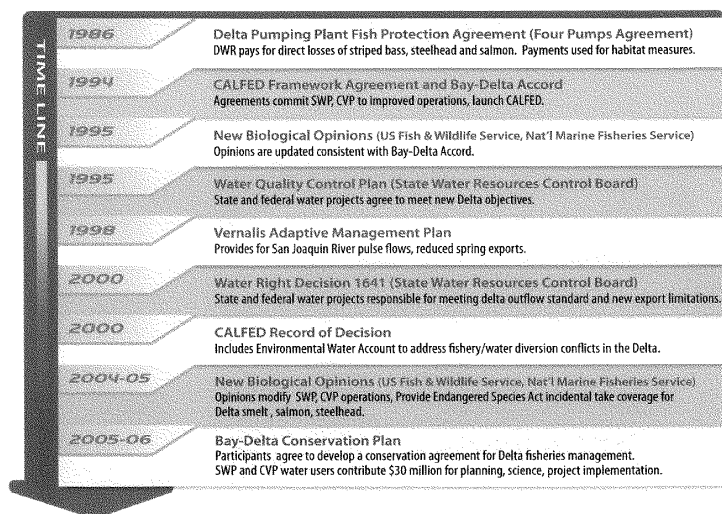 TIME LINE
1986
Delta Pumping Plant Fish Protection Agreement (Four Pumps Agreement)
DWR pays for direct losses of striped bass, steelhead and salmon. Payments used for habitat measures.
1994
CALFED Framework Agreement and Bay-Delta Accord
Agreements commit SWP, CVP to improved operations, launch CALFED.
1995
New Biological Opinions (US Fish & Wildlife Service, Nat'l Marine Fisheries Service)
Opinions are updated consistent with Bay-Delta Accord.
1995
Water Quality Control Plan (State Water Resources Control Board)
State and federal water projects agree to meet new Delta objectives.
1998
Vernalis Adaptive Management Plan
Provides for San Joaquin River pulse flows, reduced spring exports.
2000
Water Right Decision 1641 (State Water Resources Control Board)
State and federal water projects responsible for meeting delta outflow standard and new export limitations.
2000
CALFED Record of Decision
Includes Environmental Water Account to address fishery/water diversion conflicts in the Delta.
2004-05
New Biological Opinions (US Fish & Wildlife Service, Nat'l Marine Fisheries Service)
Opinions modify SWP, CVP operations, Provide Endangered Species Act incidental take coverage for
Delta smelt , salmon, steelhead.
2005-06
Bay-Delta Conservation Plan
Participants agree to develop a conservation agreement for Delta fisheries management.
SWP and CVP water users contribute $30 million for planning, science, project implementation.